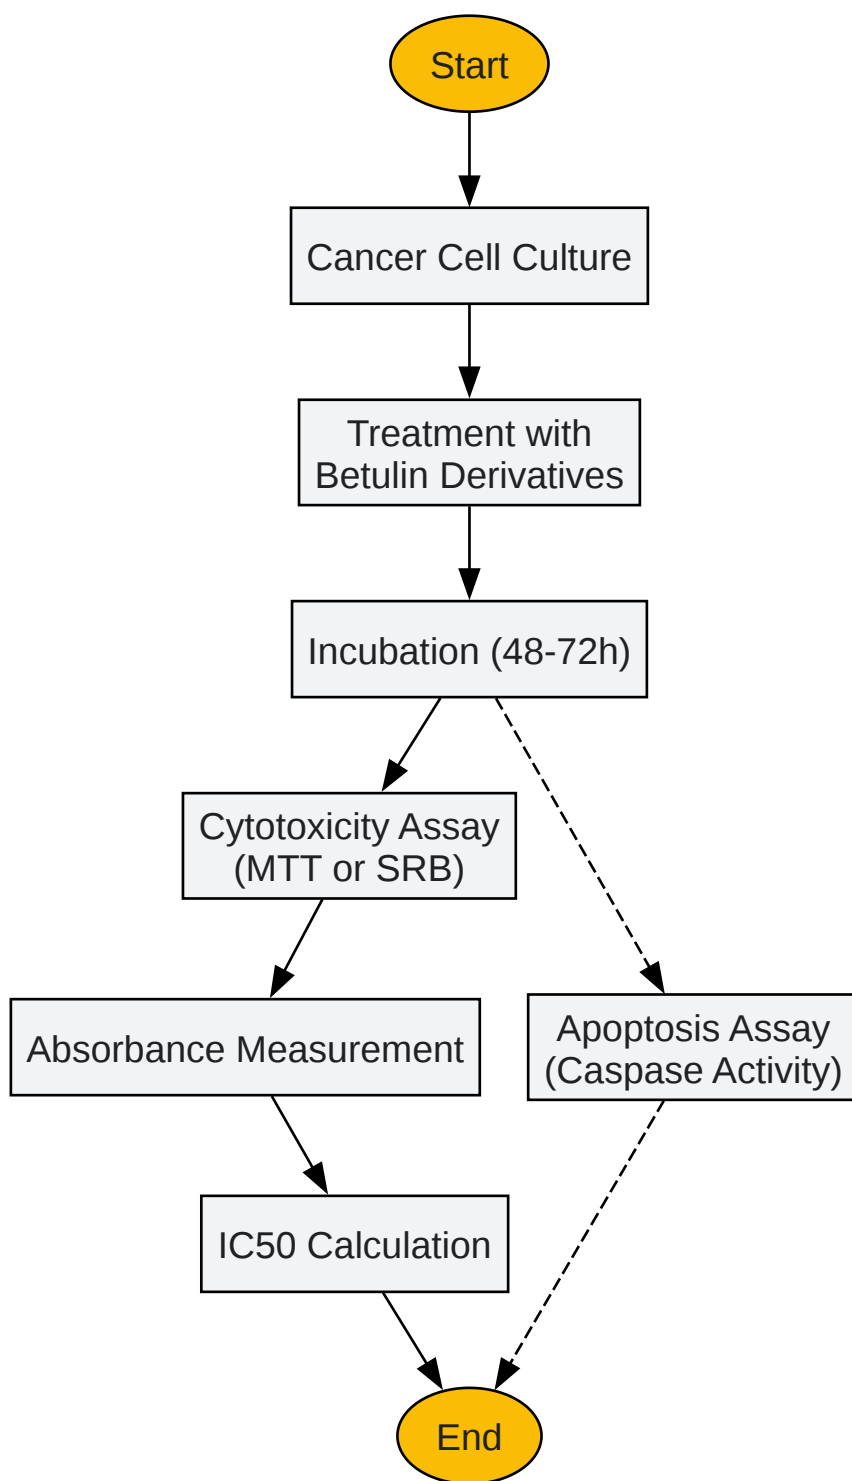 Start
Cancer Cell Culture
Treatment with
Betulin Derivatives
Incubation (48-72h)
Cytotoxicity Assay
(MTT or SRB)
Absorbance Measurement
Apoptosis Assay
(Caspase Activity)
IC50 Calculation
End